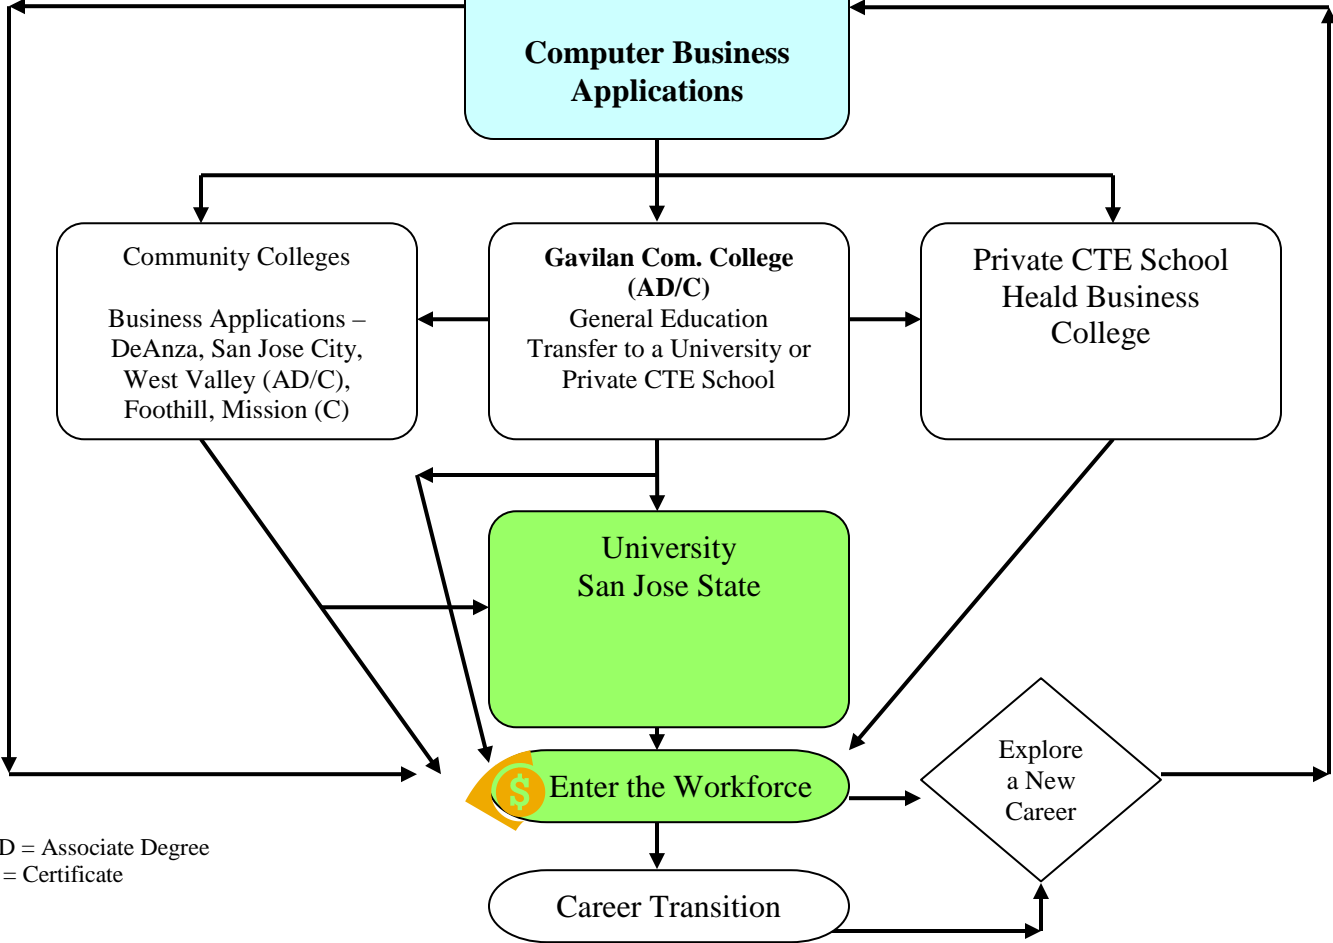 Computer Business
Applications
Community Colleges
Business Applications –
DeAnza, San Jose City,
West Valley (AD/C),
Foothill, Mission (C)
Gavilan Com. College
(AD/C)
General Education
Transfer to a University or
Private CTE School
Private CTE School
Heald Business
College
University
San Jose State
$ Enter the Workforce
Explore
a New
Career
D = Associate Degree
= Certificate
Career Transition